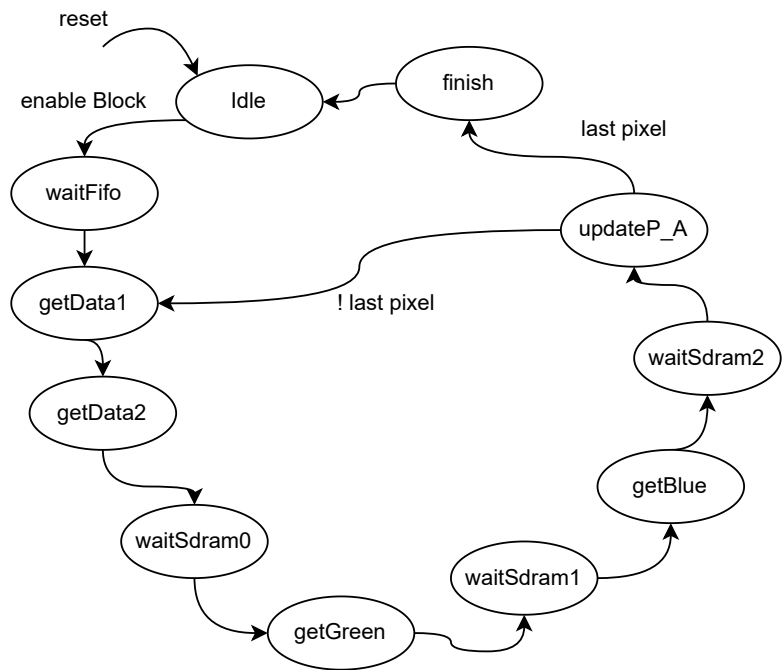 reset
Idle
finish
enable Block
last pixel
waitFifo
updateP_A
getData1
! last pixel
waitSdram2
getData2
getBlue
waitSdram0
waitSdram1
getGreen